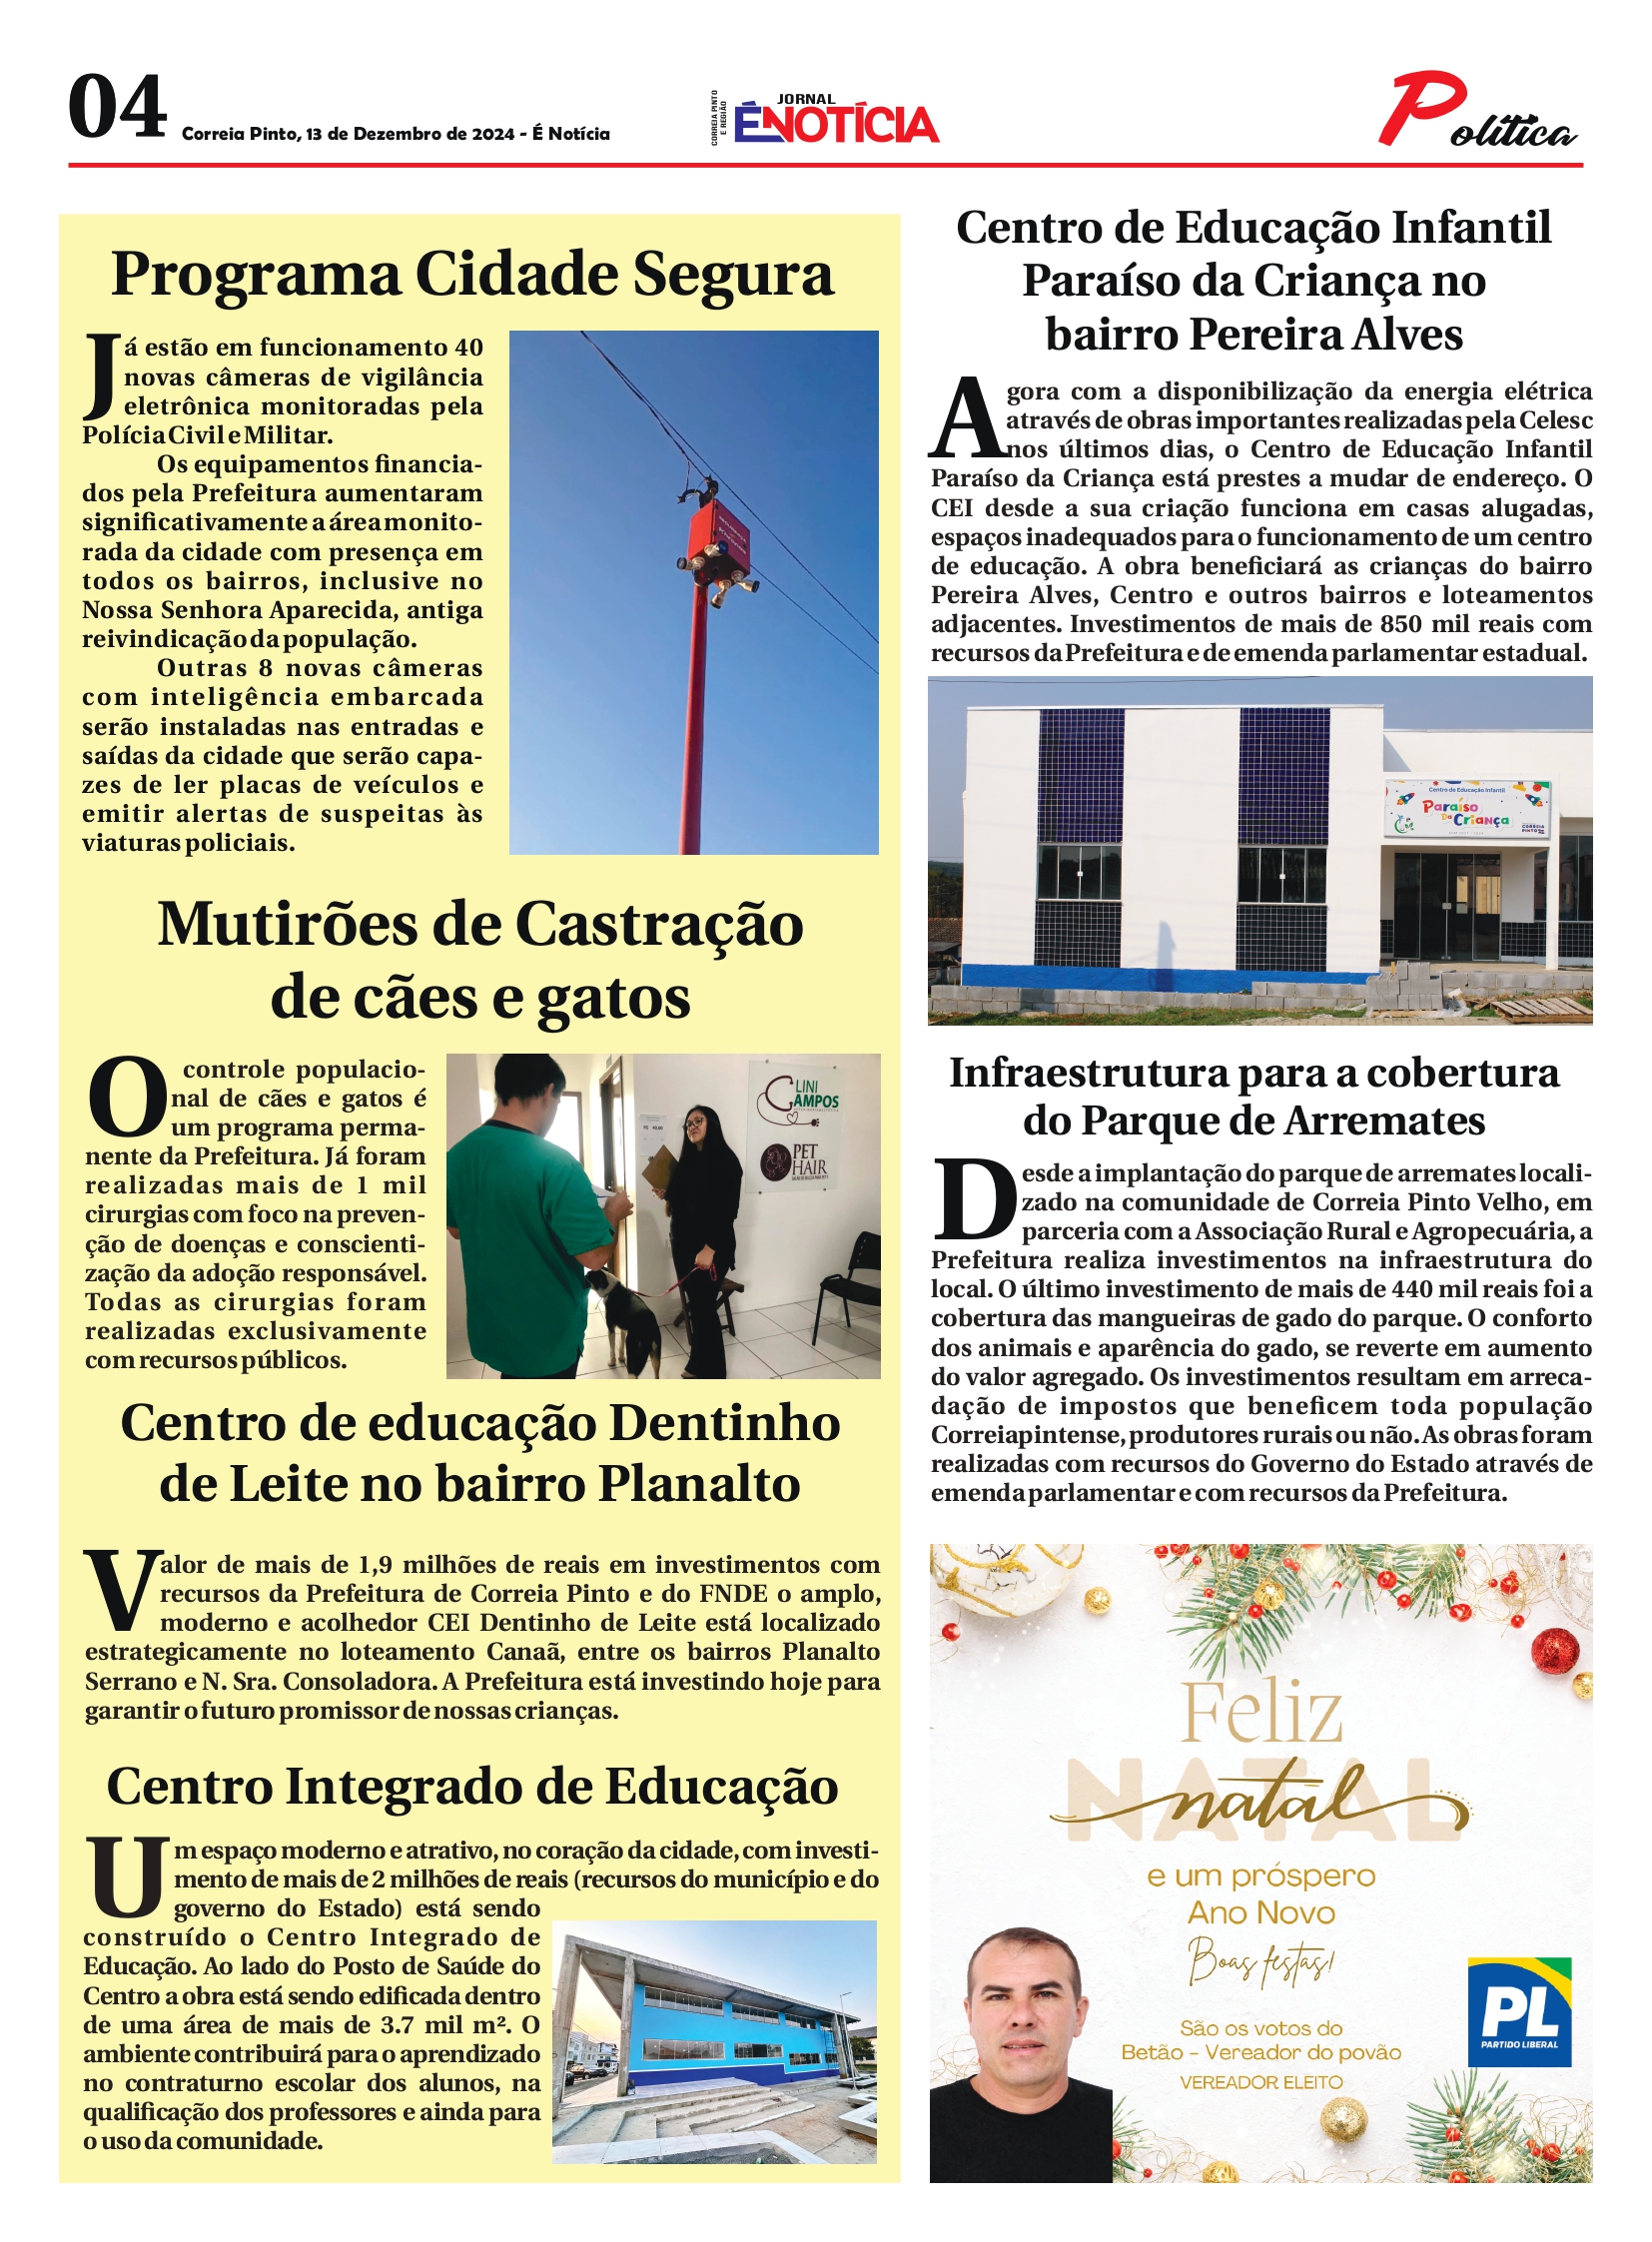 04
Correia Pinto, 13 de Dezembro de 2024 - É Notícia
CORREIA PINTO
E REGIÃO
JORNAL
ÉNOTÍCIA
Política
Programa Cidade Segura
Já estão em funcionamento 40
novas câmeras de vigilância
eletrônica monitoradas pela
Polícia Civil e Militar.
Os equipamentos financia-
dos pela Prefeitura aumentaram
significativamente a área monito-
rada da cidade com presença em
todos os bairros, inclusive no
Nossa Senhora Aparecida, antiga
reivindicação da população.
Outras 8 novas câmeras
com inteligência embarcada
serão instaladas nas entradas e
saídas da cidade que serão capa-
zes de ler placas de veículos e
emitir alertas de suspeitas às
viaturas policiais.
Mutirões de Castração
de cães e gatos
O controle populacio-
nal de cães e gatos é
um programa perma-
nente da Prefeitura. Já foram
realizadas mais de 1 mil
cirurgias com foco na preven-
ção de doenças e conscienti-
zação da adoção responsável.
Todas as cirurgias foram
realizadas exclusivamente
com recursos públicos.
CLINI
CAMPOS
PET
HAIR
Centro de educação Dentinho
de Leite no bairro Planalto
Valor de mais de 1,9 milhões de reais em investimentos com
recursos da Prefeitura de Correia Pinto e do FNDE o amplo,
moderno e acolhedor CEI Dentinho de Leite está localizado
estrategicamente no loteamento Canaã, entre os bairros Planalto
Serrano e N. Sra. Consoladora. A Prefeitura está investindo hoje para
garantir o futuro promissor de nossas crianças.
Centro Integrado de Educação
Um espaço moderno e atrativo, no coração da cidade, com investi-
mento de mais de 2 milhões de reais (recursos do município e do
governo do Estado) está sendo
construído o Centro Integrado de
Educação. Ao lado do Posto de Saúde do
Centro a obra está sendo edificada dentro
de uma área de mais de 3.7 mil m². O
ambiente contribuirá para o aprendizado
no contraturno escolar dos alunos, na
qualificação dos professores e ainda para
o uso da comunidade.
Centro de Educação Infantil
Paraíso da Criança no
bairro Pereira Alves
Agora com a disponibilização da energia elétrica
através de obras importantes realizadas pela Celesc
nos últimos dias, o Centro de Educação Infantil
Paraíso da Criança está prestes a mudar de endereço. O
CEI desde a sua criação funciona em casas alugadas,
espaços inadequados para o funcionamento de um centro
de educação. A obra beneficiará as crianças do bairro
Pereira Alves, Centro e outros bairros e loteamentos
adjacentes. Investimentos de mais de 850 mil reais com
recursos da Prefeitura e de emenda parlamentar estadual.
Centro de Educação Infantil
Paraíso
da Criança
CORREIA
PINTO
Infraestrutura para a cobertura
do Parque de Arremates
Desde a implantação do parque de arremates locali-
zado na comunidade de Correia Pinto Velho, em
parceria com a Associação Rural e Agropecuária, a
Prefeitura realiza investimentos na infraestrutura do
local. O último investimento de mais de 440 mil reais foi a
cobertura das mangueiras de gado do parque. O conforto
dos animais e aparência do gado, se reverte em aumento
do valor agregado. Os investimentos resultam em arreca-
dação de impostos que beneficem toda população
Correiapintense, produtores rurais ou não. As obras foram
realizadas com recursos do Governo do Estado através de
emenda parlamentar e com recursos da Prefeitura.
Feliz
NATAL
natal
e um próspero
Ano Novo
Boas festas!
São os votos do
Betão - Vereador do povão
VEREADOR ELEITO
PL
PARTIDO LIBERAL